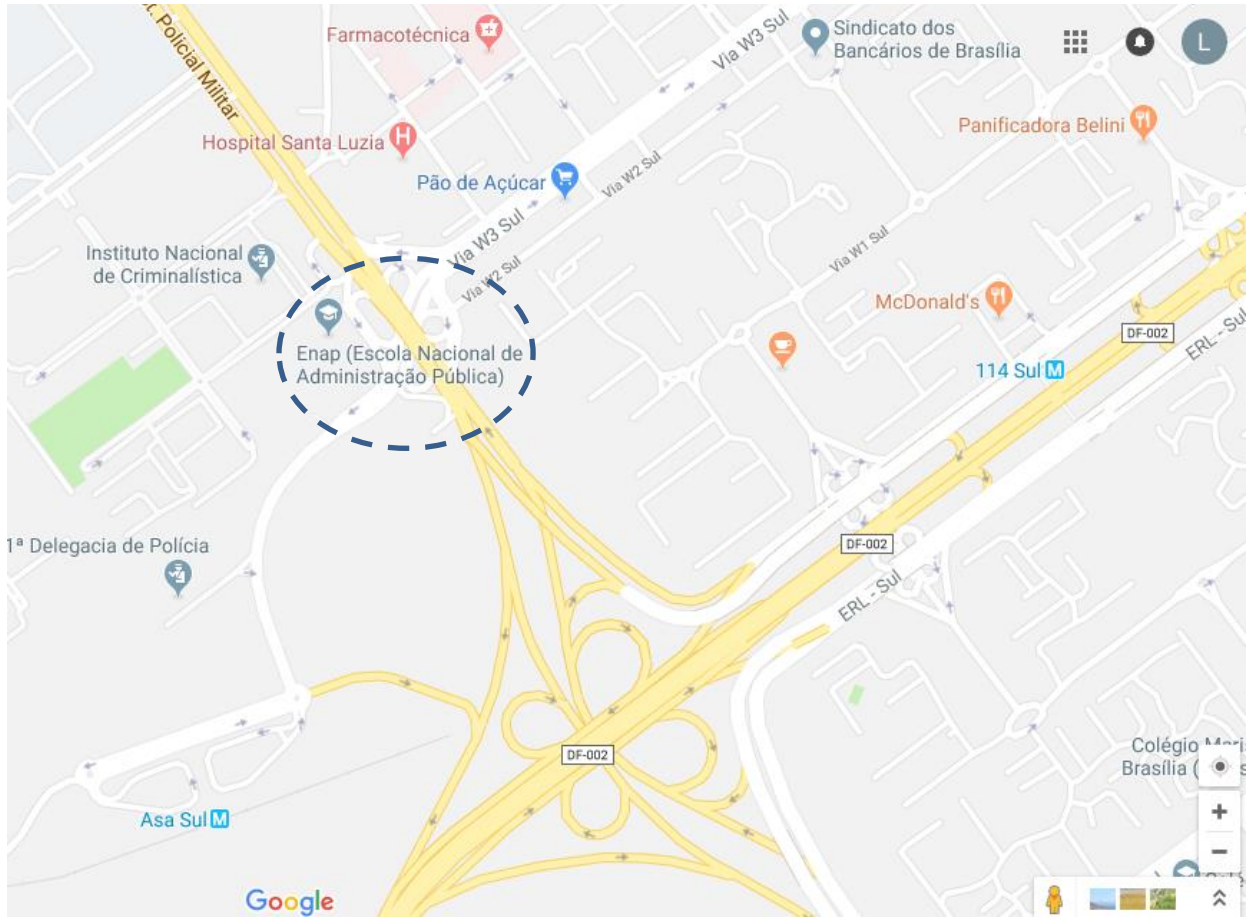 t. Policial Militar
Farmacotécnica
Via W3 Sul
Sindicato dos
Bancários de Brasília
L
Hospital Santa Luzia
H
Panificadora Belini
Pão de Açúcar
Via W2 Sul
Instituto Nacional
de Criminalística
Via W3 Sul
Via W2 Sul
Via W1 Sul
McDonald's
Enap (Escola Nacional de
Administração Pública)
DF-002
ERL - Sul
114 Sul M
1ª Delegacia de Polícia
DF-002
ERL - Sul
DF-002
Colégio
Brasília (
Asa Sul M
Google